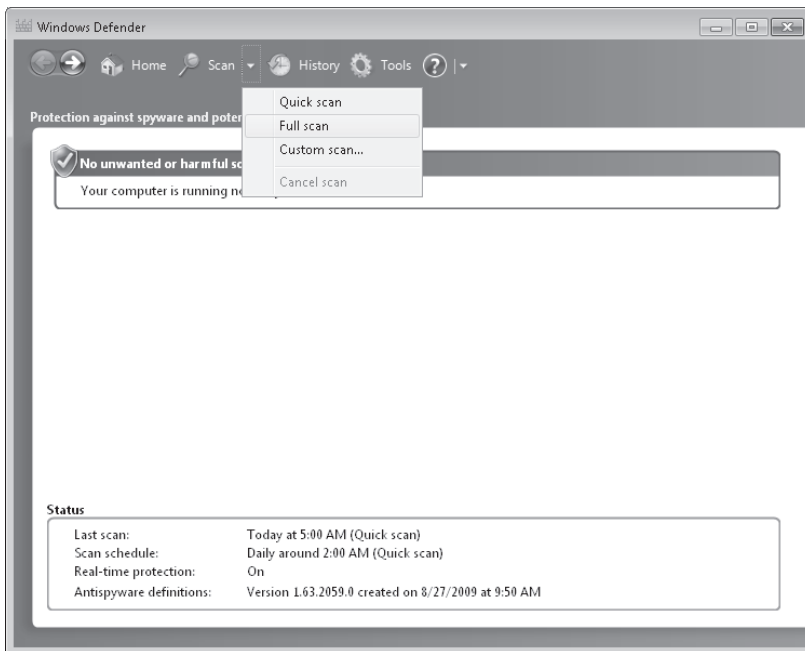 Windows Defender
Home Scan History Tools ?
Quick scan
Full scan
Custom scan...
Cancel scan
Protection against spyware and
No unwanted or harmful
Your computer is running
Status
Last scan: Today at 5:00 AM (Quick scan)
Scan schedule: Daily around 2:00 AM (Quick scan)
Real-time protection: On
Antispyware definitions: Version 1.63.2059.0 created on 8/27/2009 at 9:50 AM